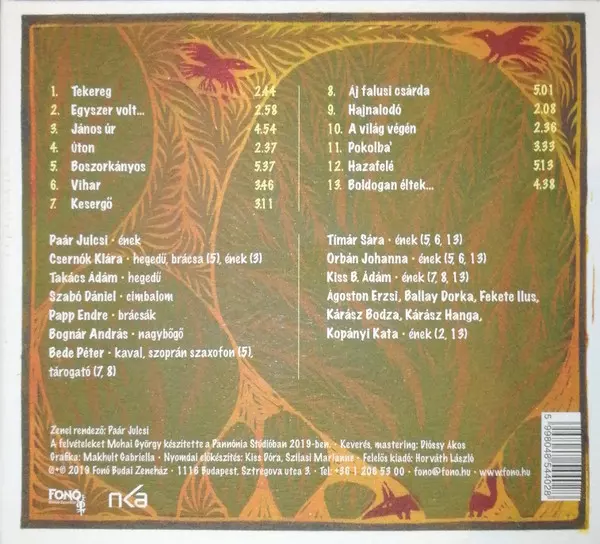 1. Tekereg 2.44
2. Egyszer volt... 2.58
3. János úr 4.54
4. Úton 2.37
5. Boszorkányos 5.37
6. Vihar 3.46
7. Kesergő 3.11
8. Áj falusi csárda 5.01
9. Hajnalodó 2.08
10. A világ végén 2.36
11. Pokolba' 3.33
12. Hazafelé 5.13
13. Boldogan éltek... 4.38
Paár Julcsi · ének
Csernók Klára · hegedű, brácsa (5), ének (3)
Takács Ádám · hegedű
Szabó Dániel · cimbalom
Papp Endre · brácsák
Bognár András · nagybőgő
Bede Péter · kaval, szoprán szaxofon (5),
tárogató (7, 8)
Tímár Sára · ének (5, 6, 13)
Orbán Johanna · ének (5, 6, 13)
Kiss B. Ádám · ének (7, 8, 13)
Ágoston Erzsi, Ballay Dorka, Fekete Ilus,
Kárász Bodza, Kárász Hanga,
Kopányi Kata · ének (2, 13)
Zenei rendező: Paár Julcsi
A felvételeket Mohai György készítette a Pannónia Stúdióban 2019-ben. · Keverés, master: Dióssy Ákos
Grafika: Makhult Gabriella · Nyomdai előkészítés: Kiss Dóra, Szilasi Marianne · Felelős kiadó: Horváth László
℗+© 2019 Fonó Budai Zeneház · 1116 Budapest, Sztregova utca 3. · Tel: +36 1 206 53 00 · fono@fono.hu · www.fono.hu
FONÓ
nka
5 998048 544028